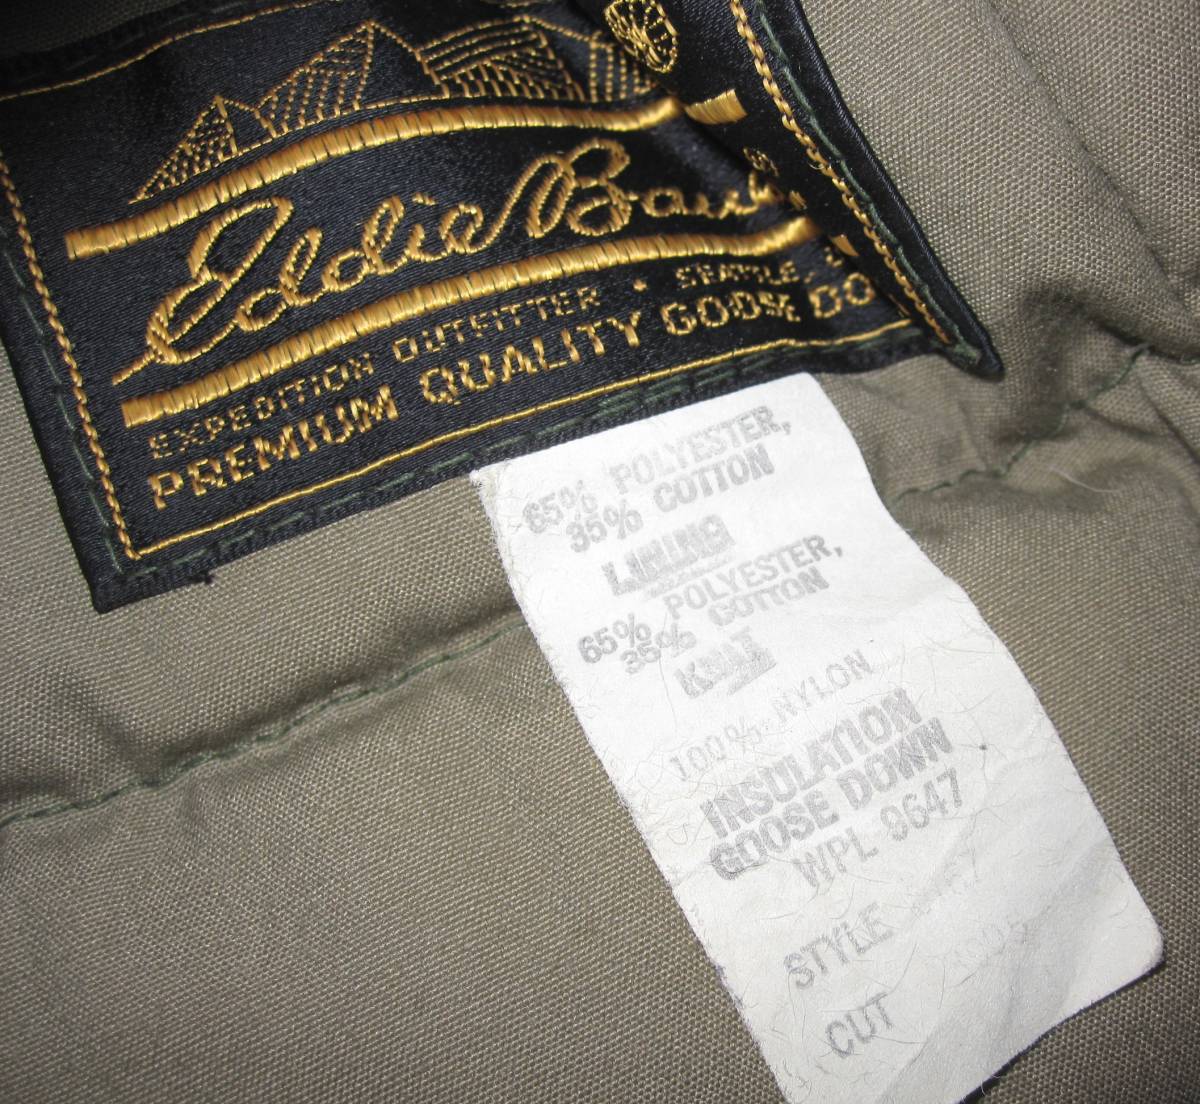 Eddie Bau
EXPEDITION OUTFITTER • SEATTLE, U
PREMIUM QUALITY GOOSE DO
65% POLYESTER,
35% COTTON
LINING
65% POLYESTER,
35% COTTON
KNIT
100% NYLON
INSULATION
GOOSE DOWN
WPL 9647
STYLE
CUT